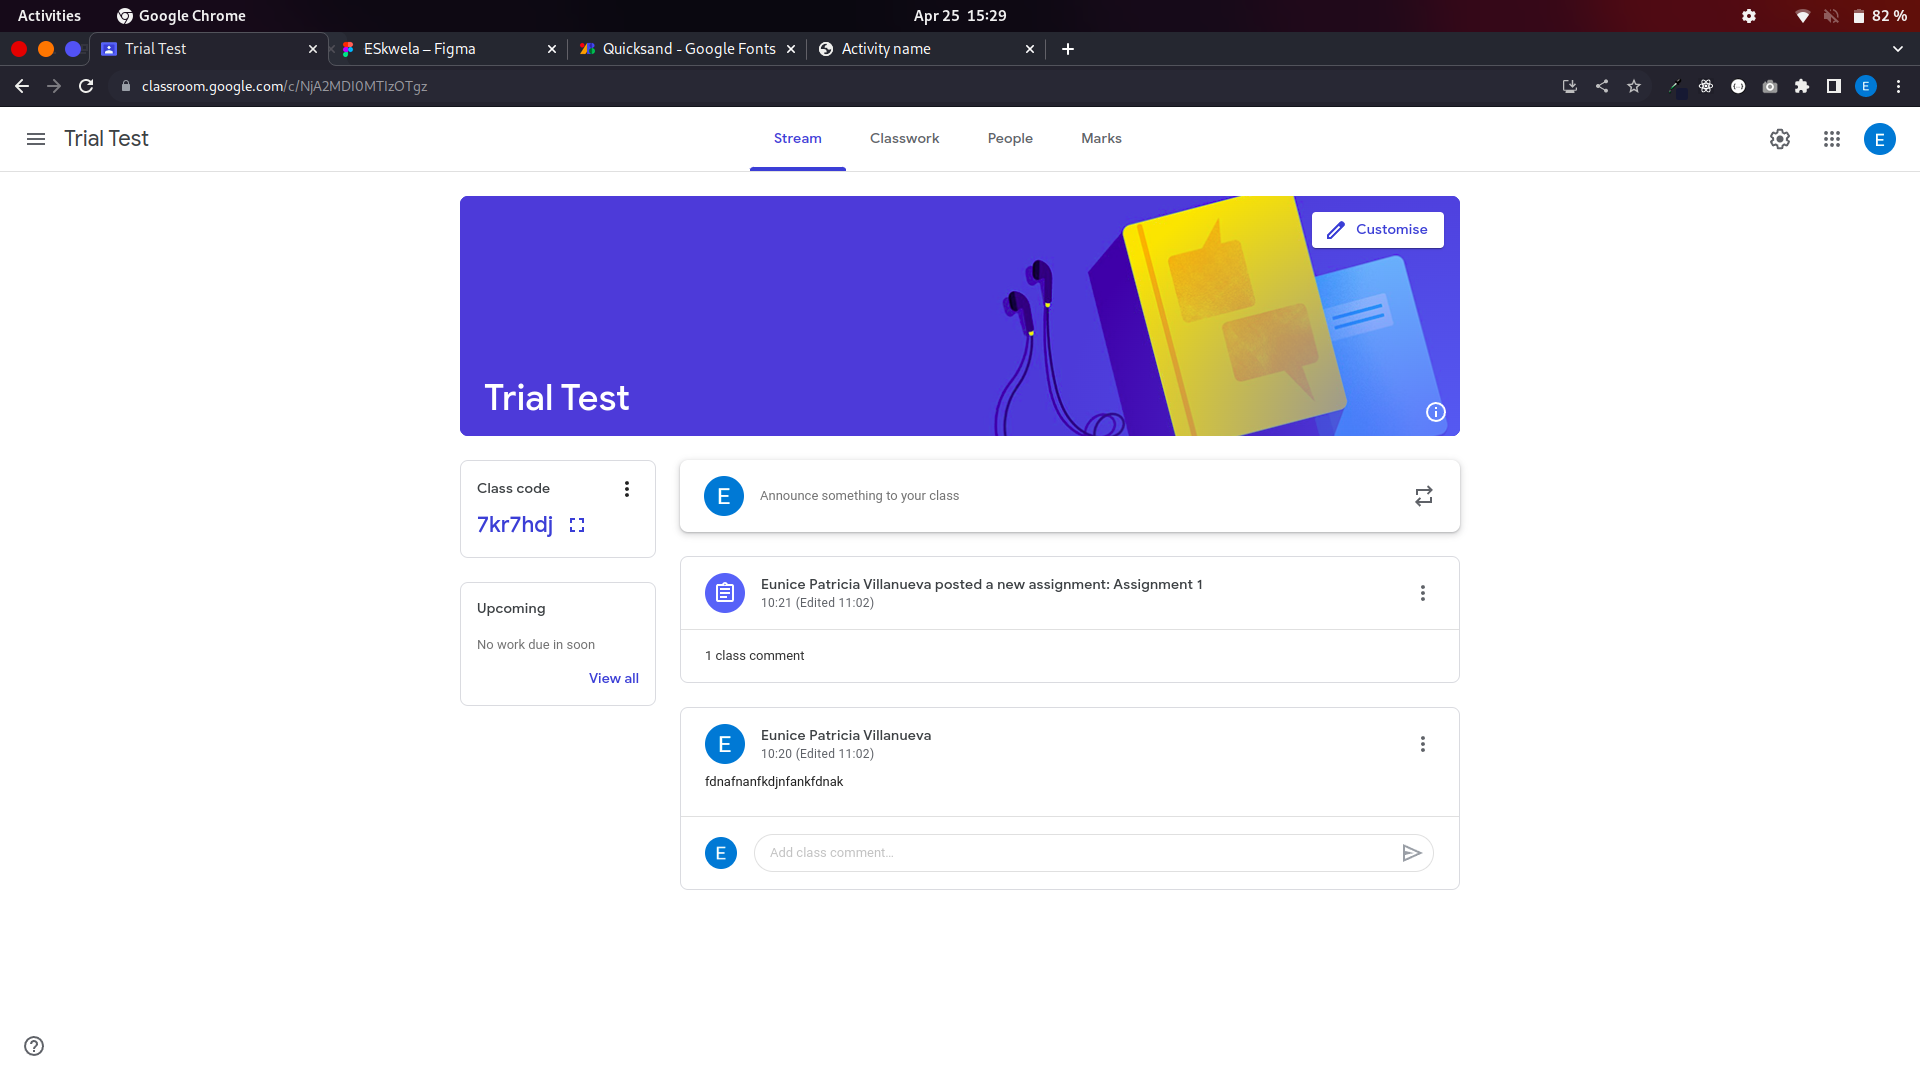 Activities
Google Chrome
Apr 25 15:29
82 %
Trial Test
ESkwela – Figma
Quicksand - Google Fonts
Activity name
classroom.google.com/c/NjA2MDI0MTIzOTgz
E
Trial Test
Stream
Classwork
People
Marks
E
Customise
Trial Test
Class code
7kr7hdj
E
Announce something to your class
Upcoming
No work due in soon
View all
Eunice Patricia Villanueva posted a new assignment: Assignment 1
10:21 (Edited 11:02)
1 class comment
E
Eunice Patricia Villanueva
10:20 (Edited 11:02)
fdnafnanfkdjnfankfdnak
E
Add class comment...